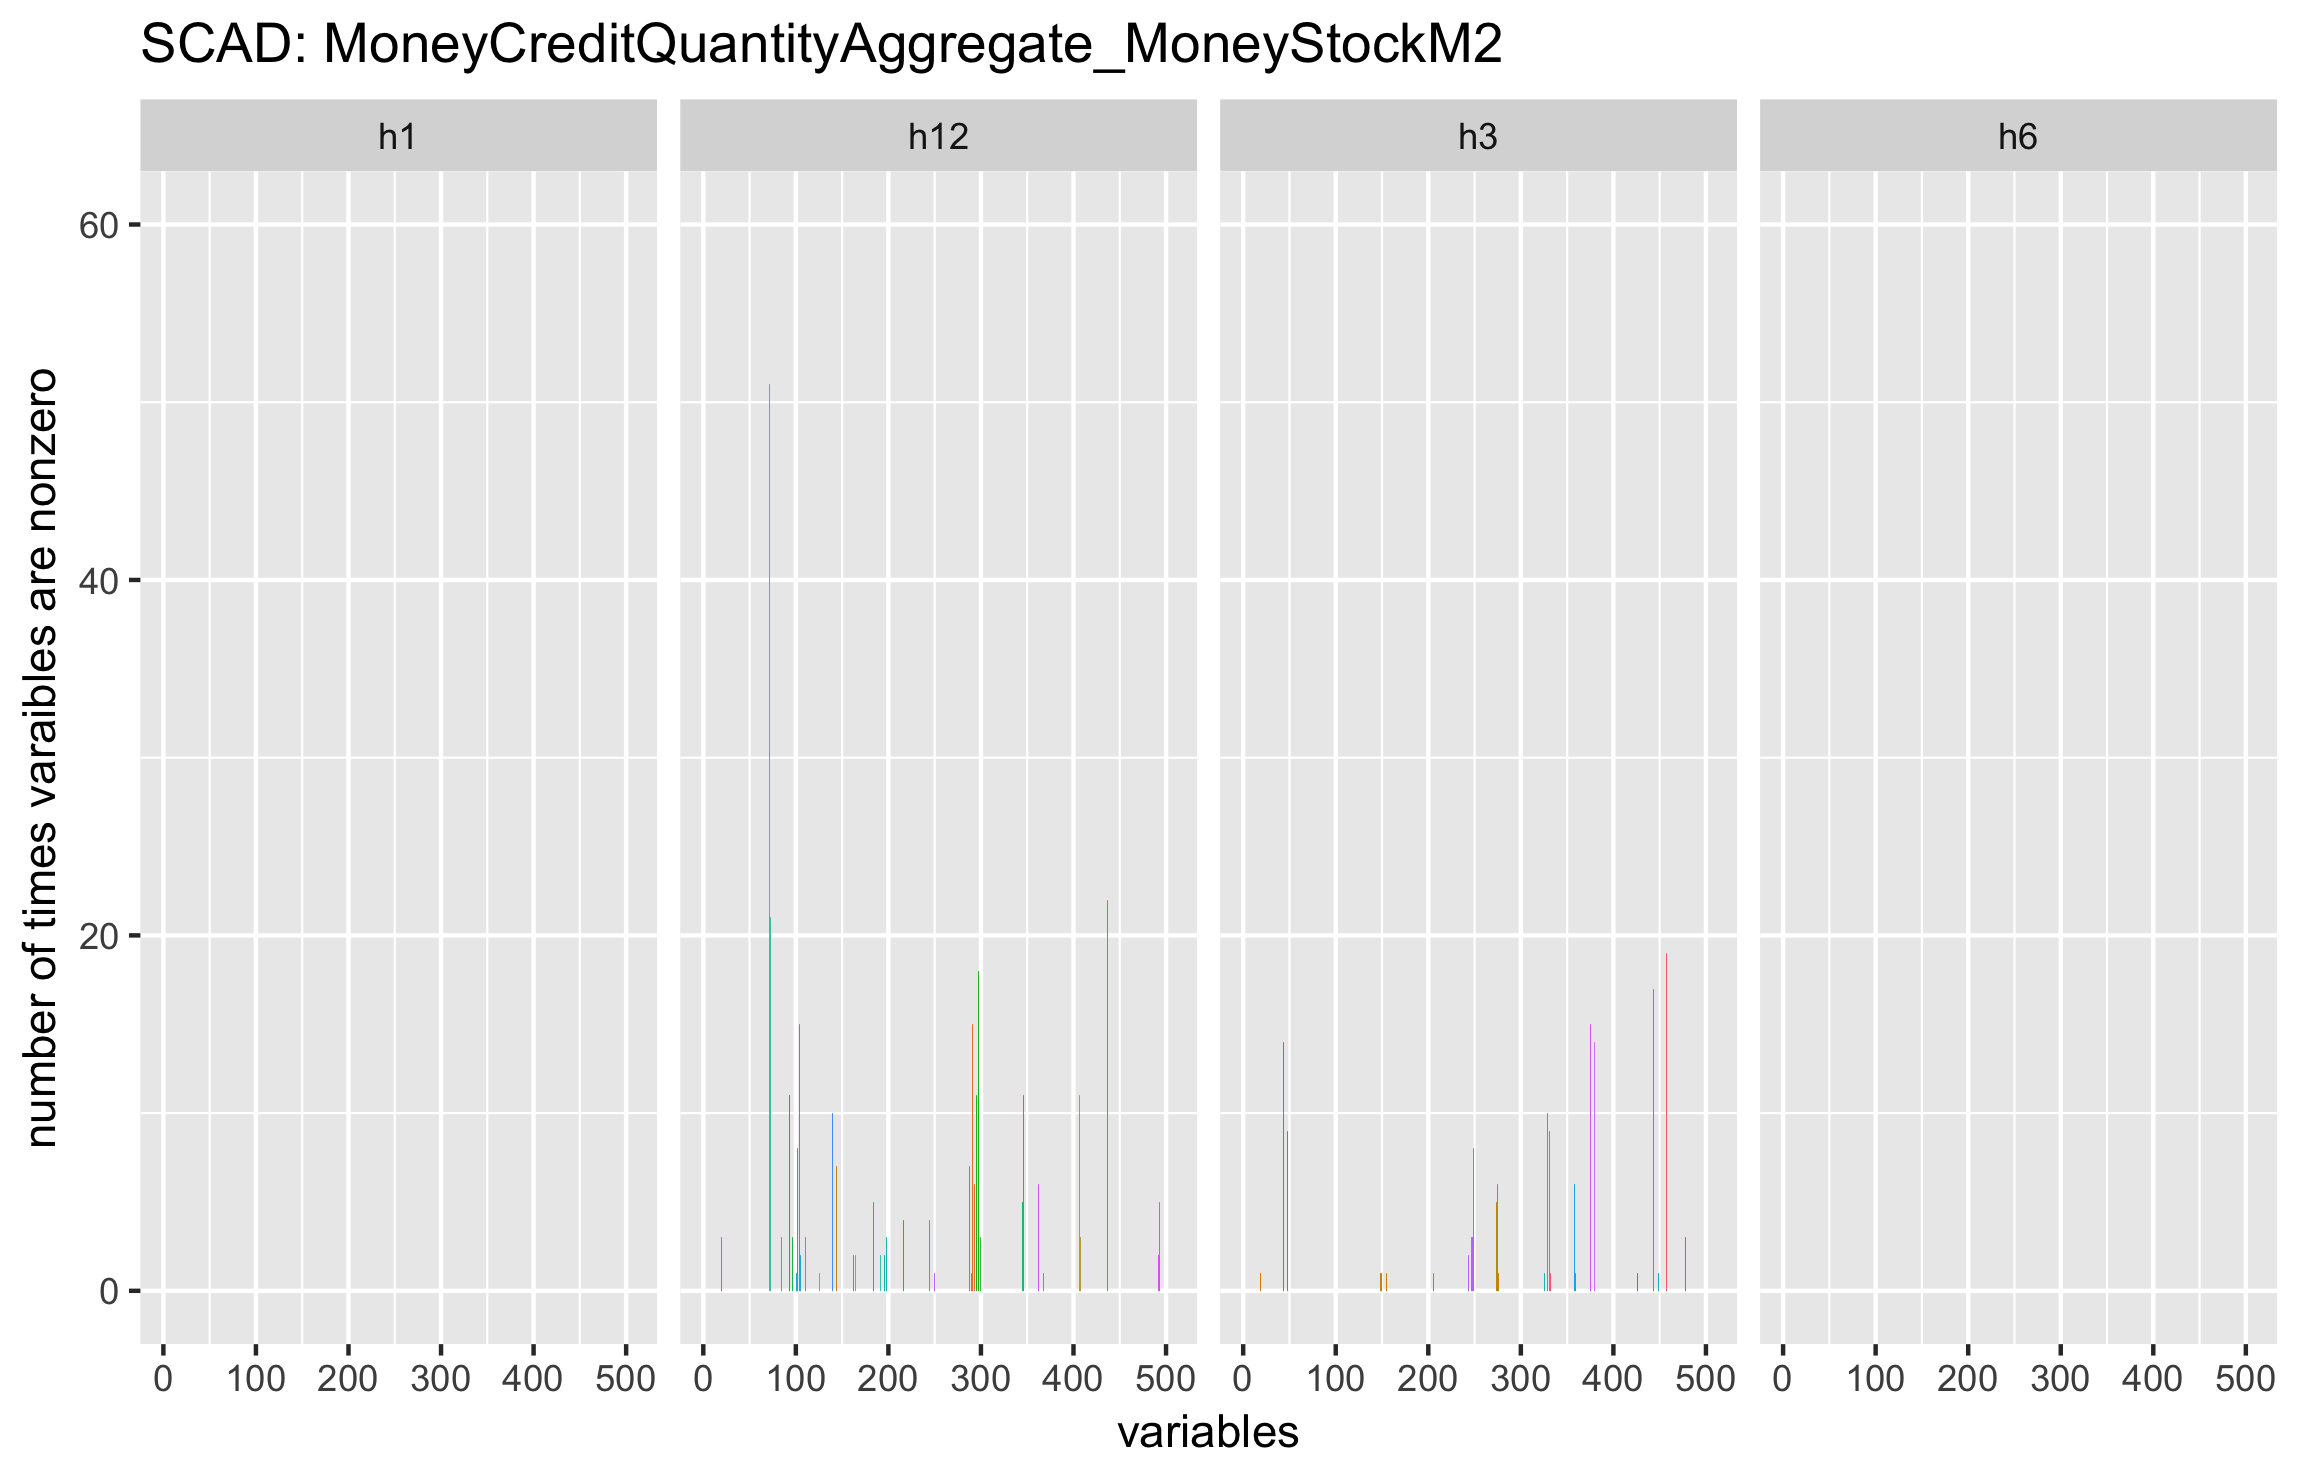 SCAD: MoneyCreditQuantityAggregate_MoneyStockM2
h1 h12 h3 h6
60
40
20
0
number of times varaibles are nonzero
0 100 200 300 400 500 0 100 200 300 400 500 0 100 200 300 400 500 0 100 200 300 400 500
variables